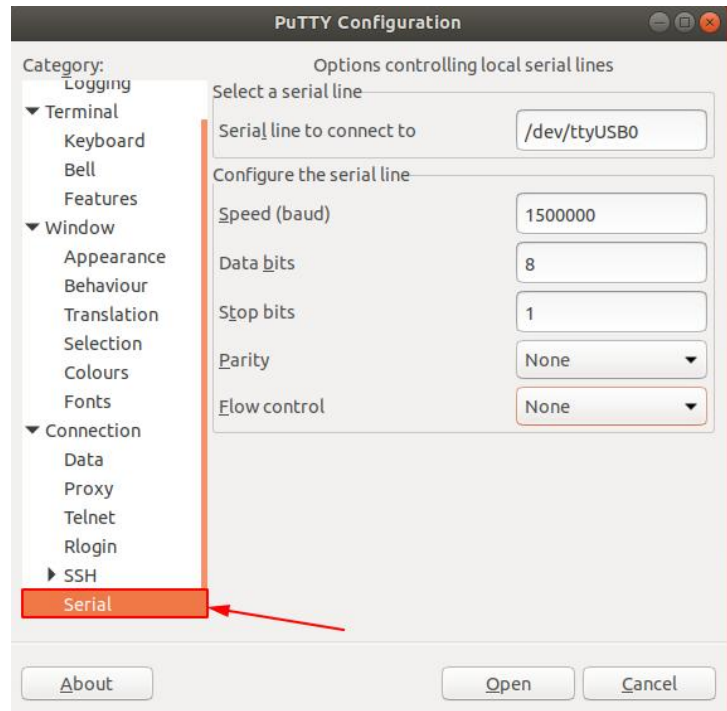 PuTTY Configuration
Category:
Logging
Terminal
Keyboard
Bell
Features
Window
Appearance
Behaviour
Translation
Selection
Colours
Fonts
Connection
Data
Proxy
Telnet
Rlogin
SSH
Serial
Options controlling local serial lines
Select a serial line
Serial line to connect to /dev/ttyUSB0
Configure the serial line
Speed (baud) 1500000
Data bits 8
Stop bits 1
Parity None
Flow control None
About Open Cancel